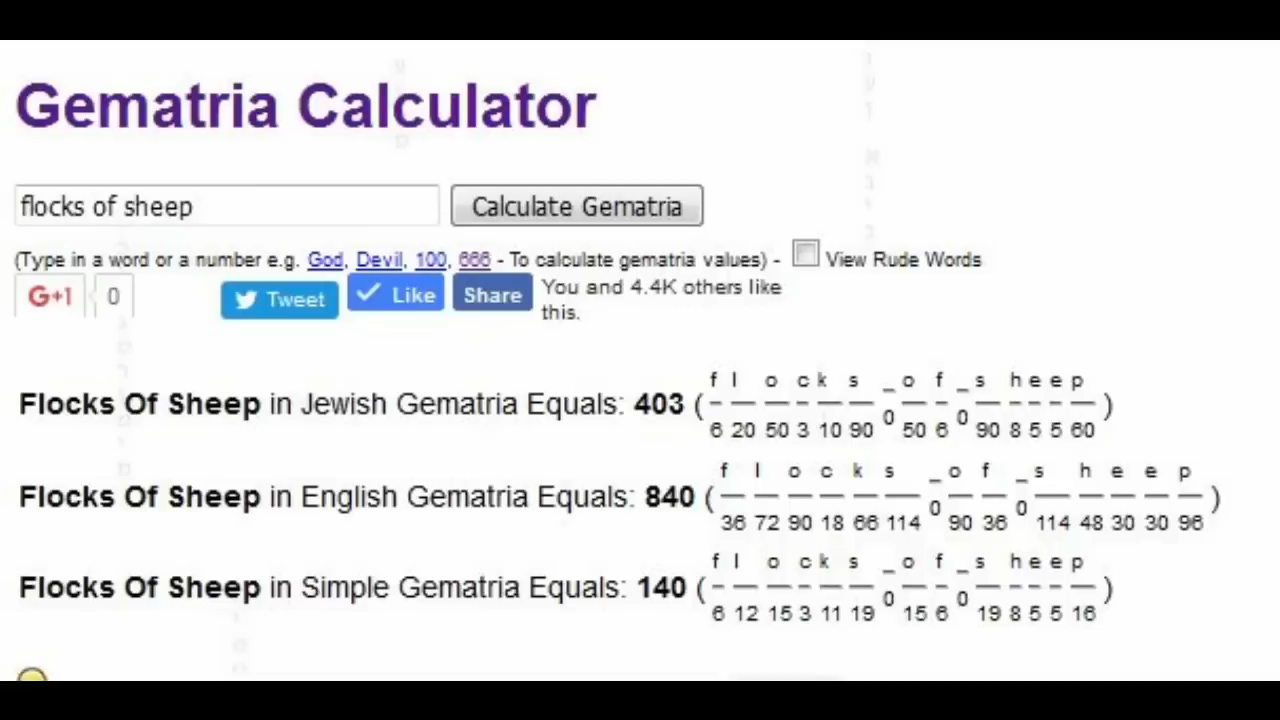 Gematria Calculator
flocks of sheep Calculate Gematria
(Type in a word or a number e.g. God, Devil, 100, 666 - To calculate gematria values) - View Rude Words
G+1 0 Tweet Like Share You and 4.4K others like
this.
f l o c k s _ o f _ s h e e p
Flocks Of Sheep in Jewish Gematria Equals: 403 ( )
6 20 50 3 10 90 0 50 6 0 90 8 5 5 60
f l o c k s _ o f _ s h e e p
Flocks Of Sheep in English Gematria Equals: 840 ( )
36 72 90 18 66 114 0 90 36 0 114 48 30 30 96
f l o c k s _ o f _ s h e e p
Flocks Of Sheep in Simple Gematria Equals: 140 ( )
6 12 15 3 11 19 0 15 6 0 19 8 5 5 16